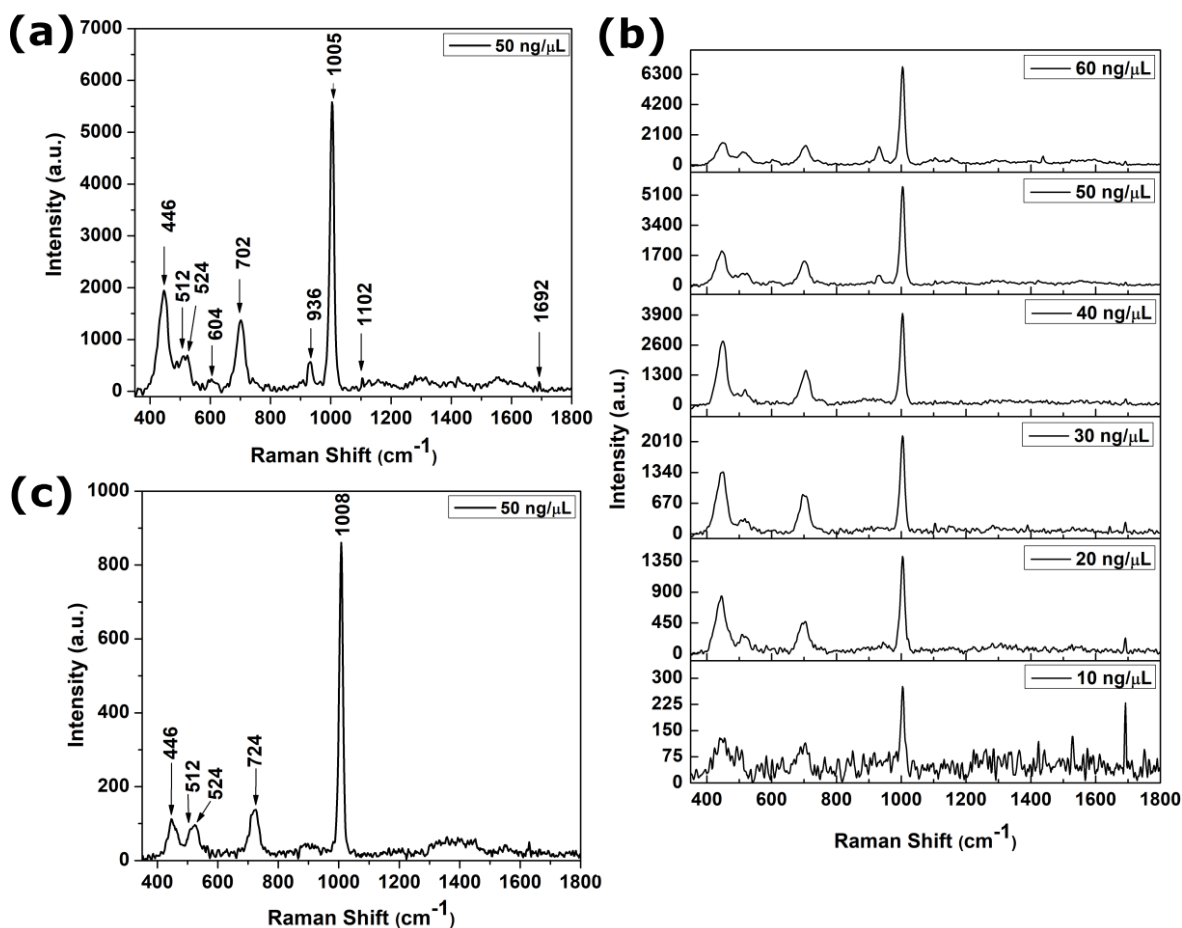 (a)
50 ng/μL
7000
6000
5000
4000
3000
2000
1000
0
Intensity (a.u.)
446
512
524
604
702
936
1005
1102
1692
400 600 800 1000 1200 1400 1600 1800
Raman Shift (cm⁻¹)
(b)
60 ng/μL
6300
4200
2100
0
50 ng/μL
5100
3400
1700
0
40 ng/μL
3900
2600
1300
0
30 ng/μL
2010
1340
670
0
20 ng/μL
1350
900
450
0
10 ng/μL
300
225
150
75
0
Intensity (a.u.)
400 600 800 1000 1200 1400 1600 1800
Raman Shift (cm⁻¹)
(c)
50 ng/μL
1000
800
600
400
200
0
Intensity (a.u.)
446
512
524
724
1008
400 600 800 1000 1200 1400 1600 1800
Raman Shift (cm⁻¹)